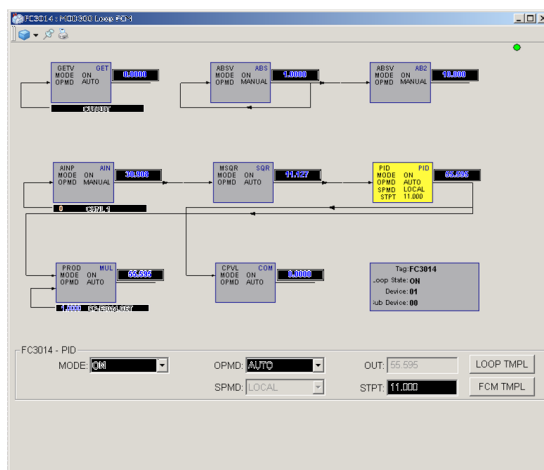 FC3014 : MOD300 Loop PGM
GETV GET
MODE ON
OPMD AUTO
0.0000
ABSV ABS
MODE ON
OPMD MANUAL
1.0000
ABSV AB2
MODE ON
OPMD MANUAL
10.000
AINP AIN
MODE ON
OPMD MANUAL
30.000
0
MSQR SQR
MODE ON
OPMD AUTO
11.127
PID PID
MODE ON
OPMD AUTO
SPMD LOCAL
STPT 11.000
55.595
PROD MUL
MODE ON
OPMD AUTO
55.595
1.000
CPVL COM
MODE ON
OPMD AUTO
0.0000
Tag: FC3014
Loop State: ON
Device: 01
Sub Device: 00
FC3014 - PID
MODE: ON
OPMD: AUTO
OUT: 55.595
LOOP TMPL
SPMD: LOCAL
STPT: 11.000
FCM TMPL